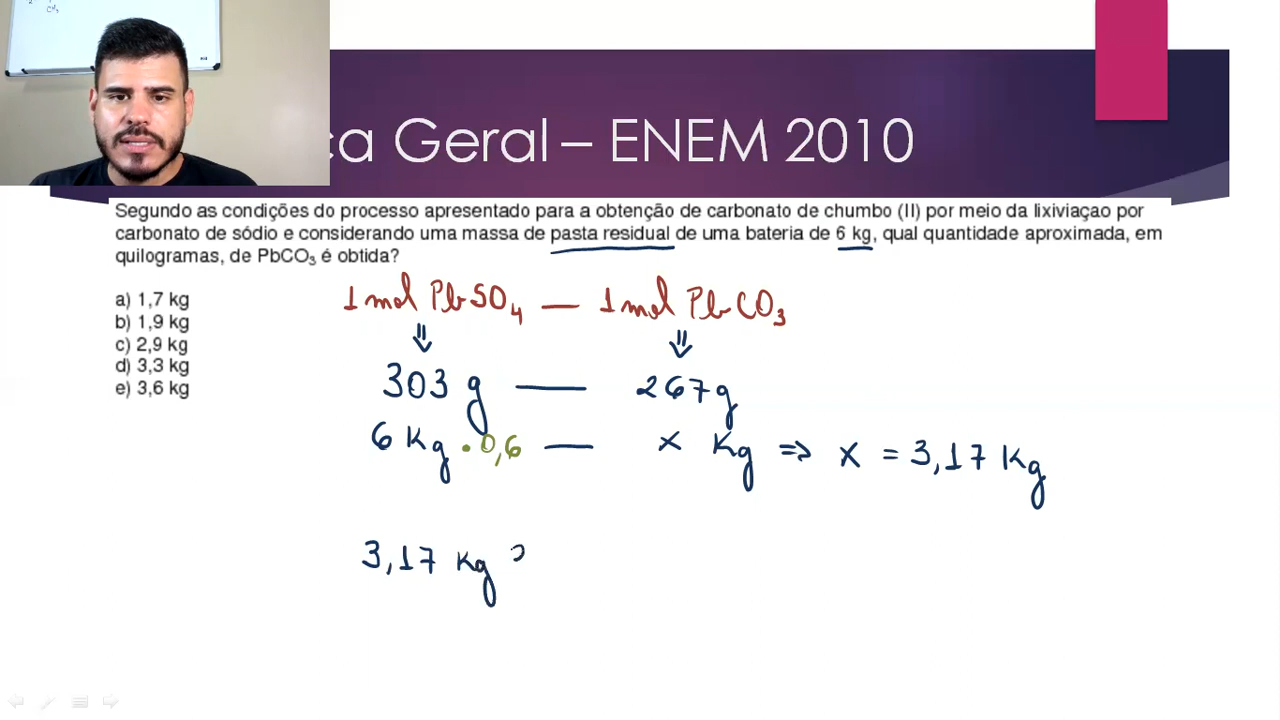 ca Geral – ENEM 2010
Segundo as condições do processo apresentado para a obtenção de carbonato de chumbo (II) por meio da lixiviaçao por
carbonato de sódio e considerando uma massa de pasta residual de uma bateria de 6 kg, qual quantidade aproximada, em
quilogramas, de PbCO₃ é obtida?
a) 1,7 kg
b) 1,9 kg
c) 2,9 kg
d) 3,3 kg
e) 3,6 kg
1 mol PbSO₄ — 1 mol PbCO₃
⇓ ⇓
303 g — 267 g
6 Kg · 0,6 — x Kg ⇒ x = 3,17 Kg
3,17 Kg